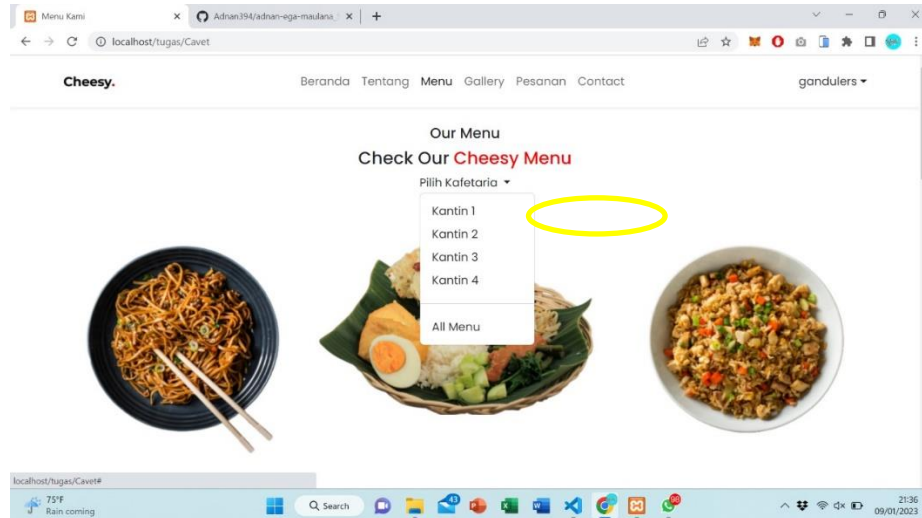 Menu Kami
Adnan394/adnan-ega-maulana_
localhost/tugas/Cavet
Cheesy.
Beranda Tentang Menu Gallery Pesanan Contact
gandulers
Our Menu
Check Our Cheesy Menu
Pilih Kafetaria
Kantin 1
Kantin 2
Kantin 3
Kantin 4
All Menu
localhost/tugas/Cavet#
75°F
Rain coming
Search
43
21:36
09/01/2023